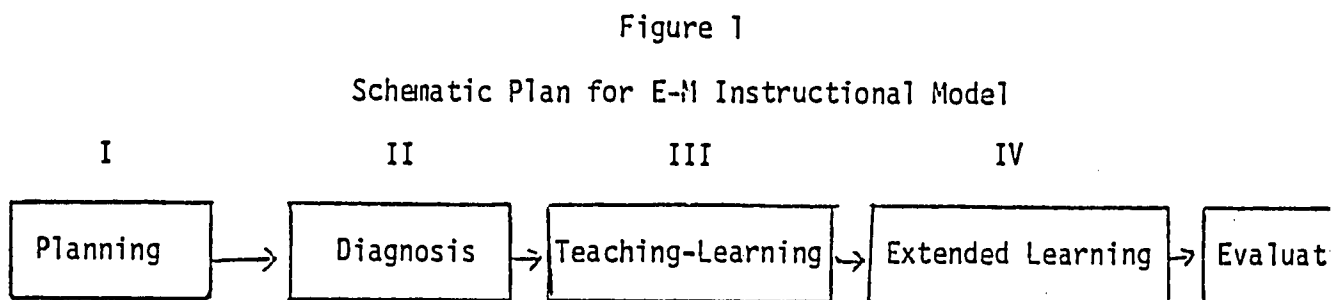 Figure 1
Schematic Plan for E-M Instructional Model
I II III IV
Planning Diagnosis Teaching-Learning Extended Learning Evaluat